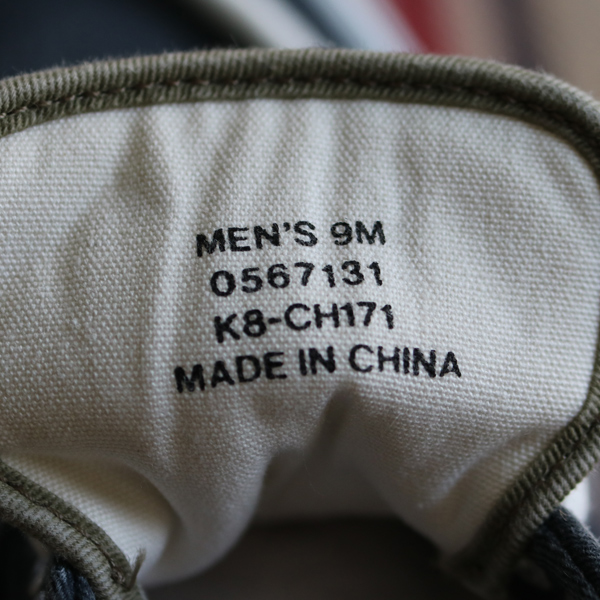 MEN'S 9M
0567131
K8-CH171
MADE IN CHINA